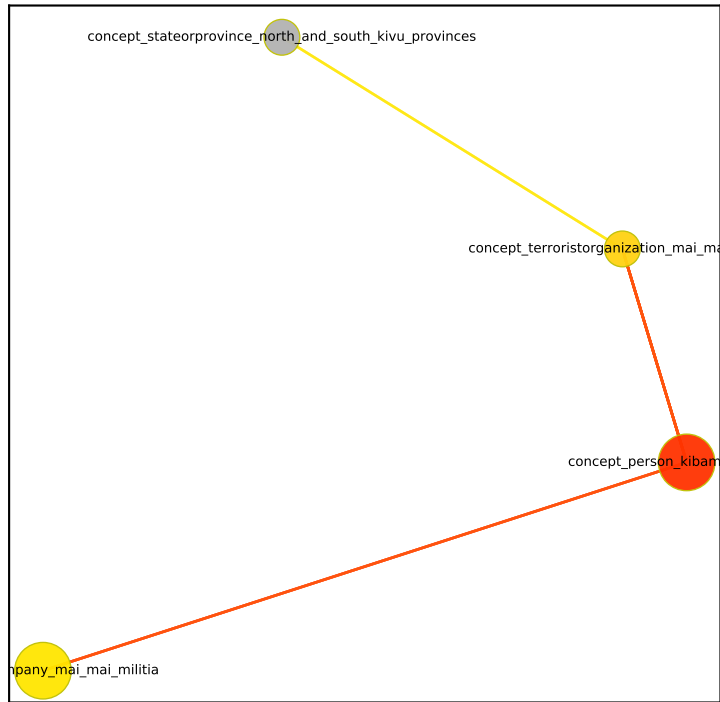 concept_stateorprovince_north_and_south_kivu_provinces
concept_terroristorganization_mai_ma
concept_person_kibam
mpany_mai_mai_militia